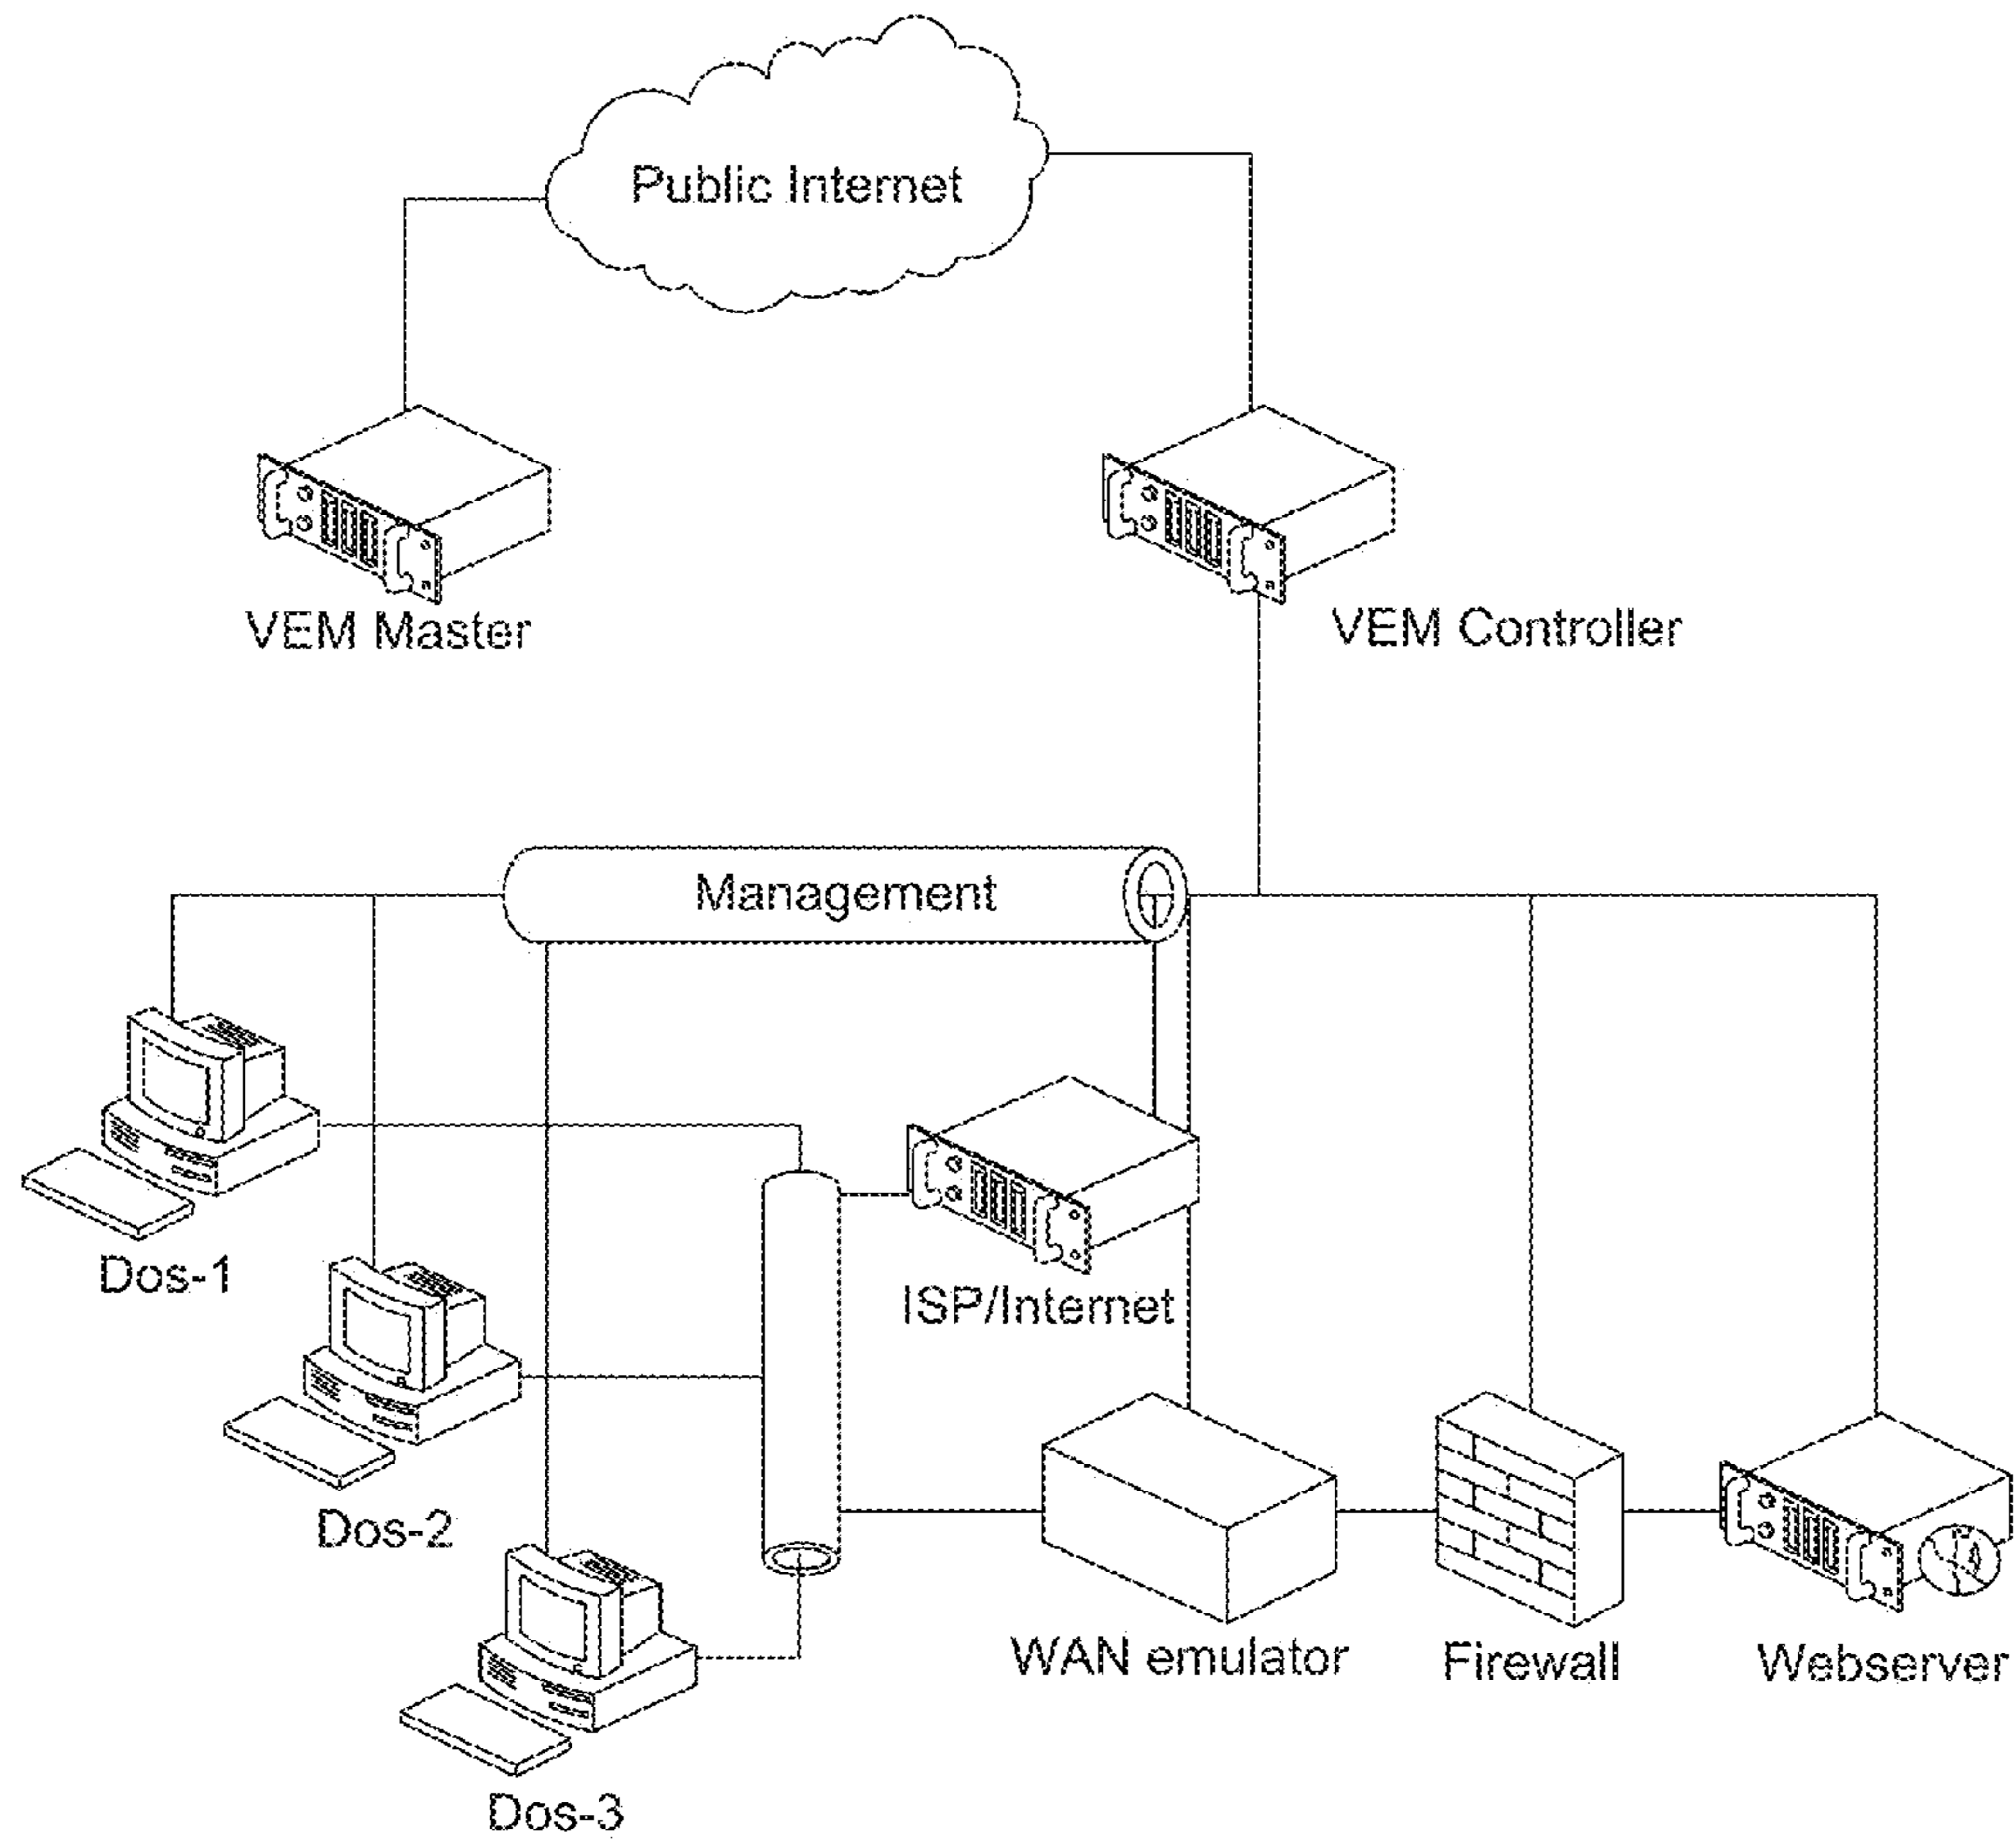 Public Internet
VEM Master
VEM Controller
Management
Dos-1
ISP/Internet
Dos-2
WAN emulator
Firewall
Webserver
Dos-3